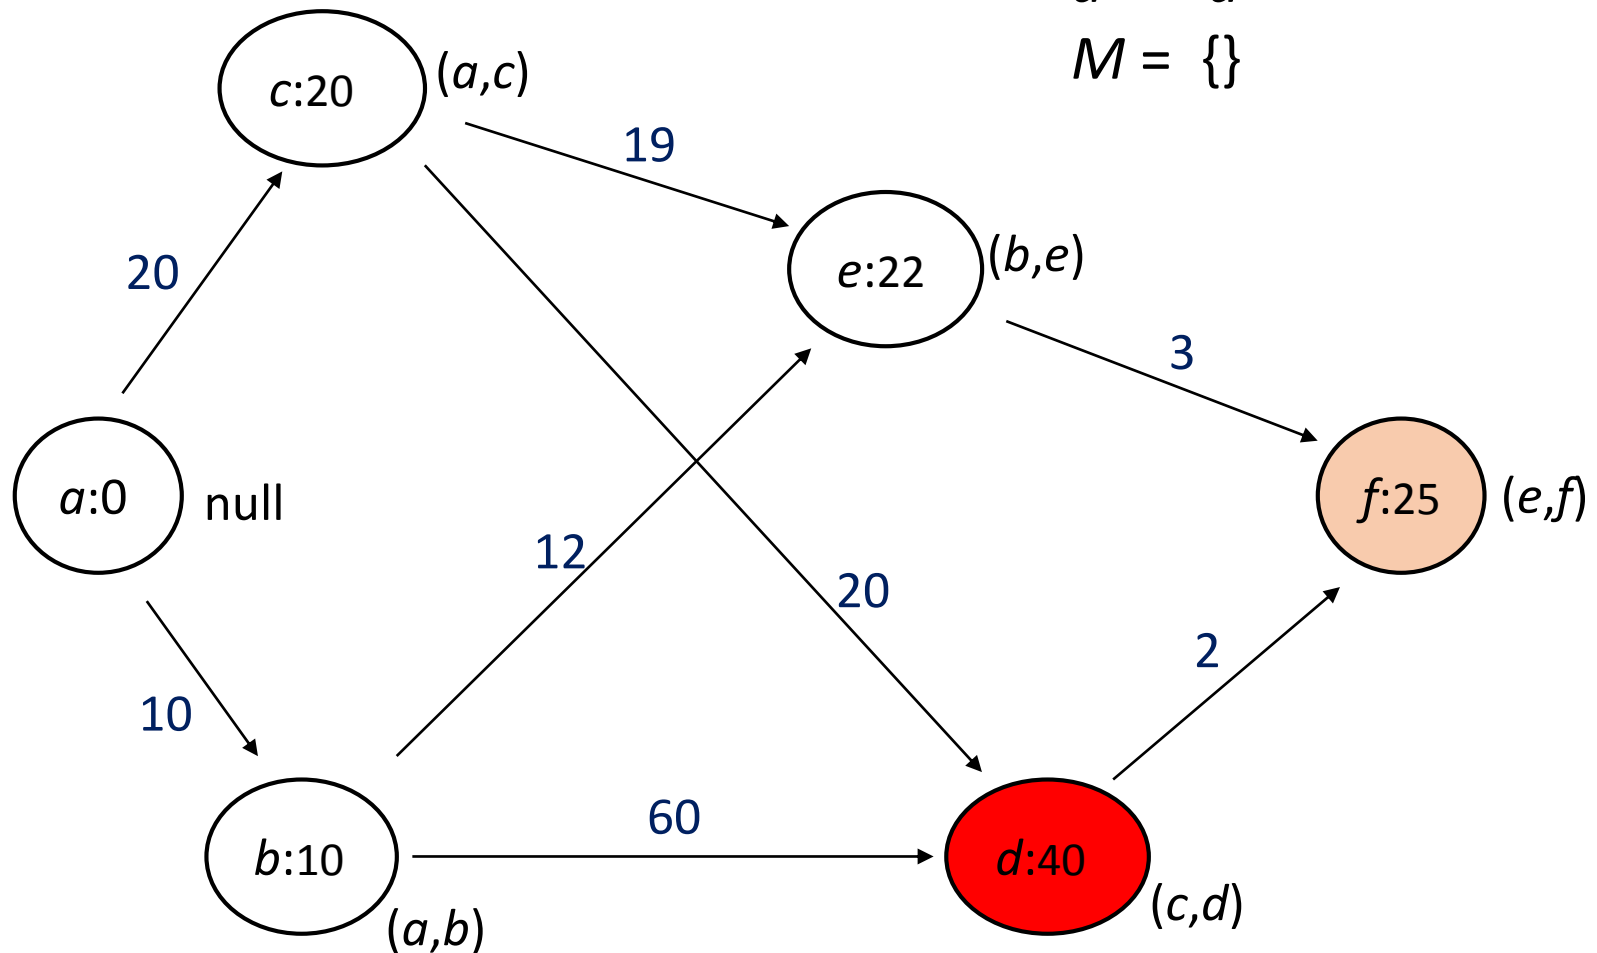 M = {}
c:20
(a,c)
19
20
e:22
(b,e)
3
a:0
null
f:25
(e,f)
12
20
2
10
60
b:10
d:40
(a,b)
(c,d)